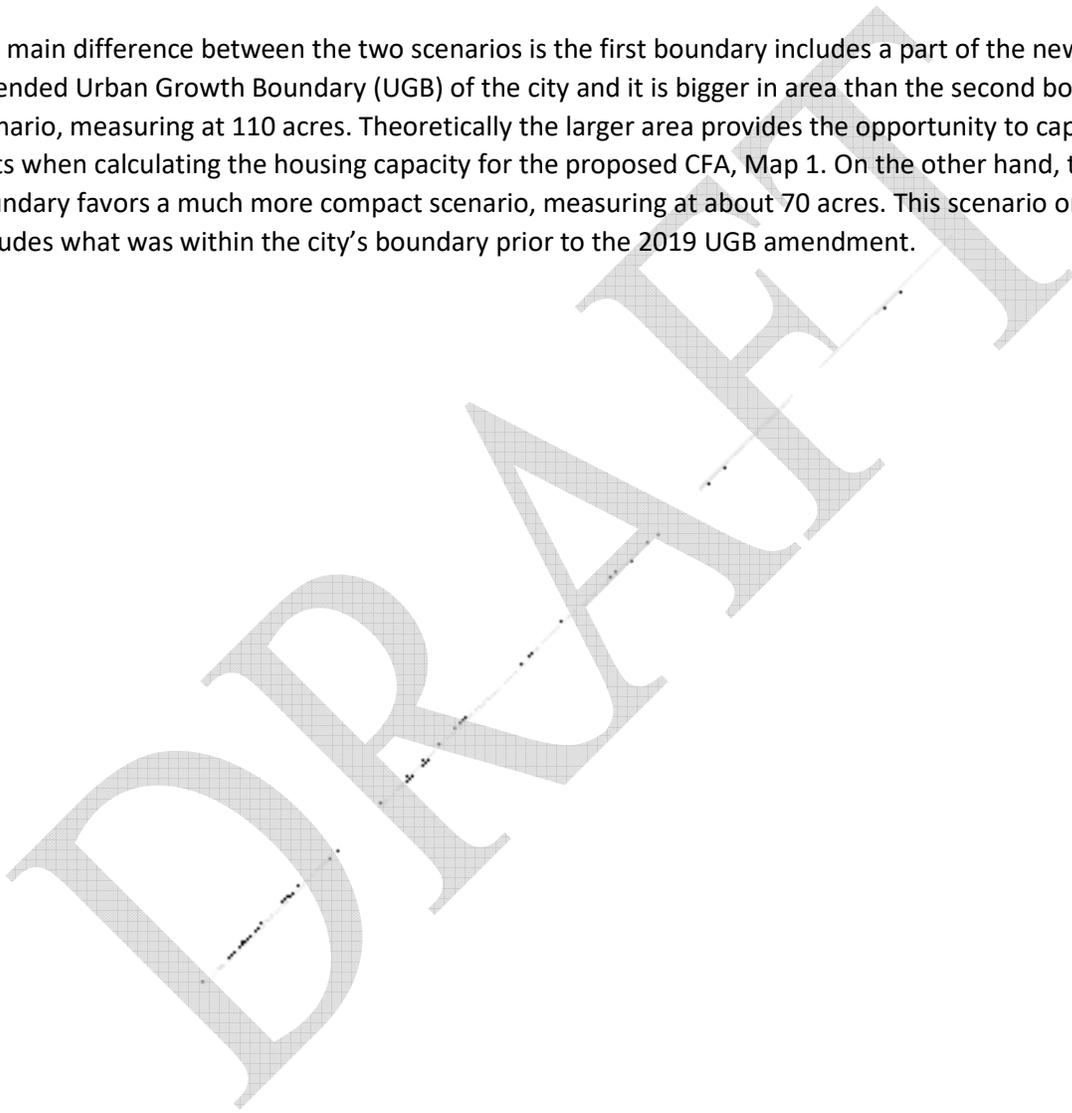 main difference between the two scenarios is the first boundary includes a part of the new
ended Urban Growth Boundary (UGB) of the city and it is bigger in area than the second bo
nario, measuring at 110 acres. Theoretically the larger area provides the opportunity to cap
ts when calculating the housing capacity for the proposed CFA, Map 1. On the other hand, t
undary favors a much more compact scenario, measuring at about 70 acres. This scenario o
udes what was within the city’s boundary prior to the 2019 UGB amendment.
DRAFT